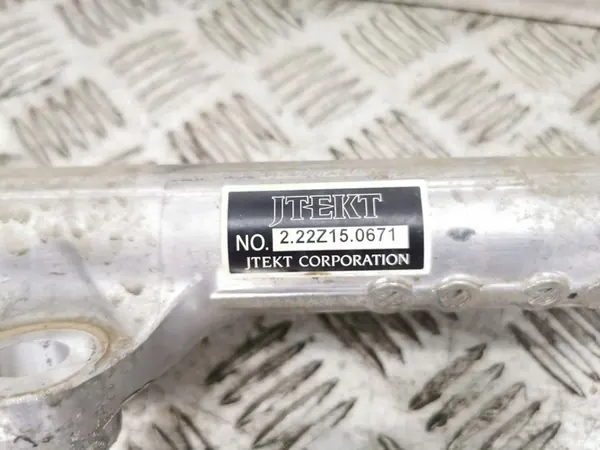 JTEKT
NO. 2.22Z15.0671
JTEKT CORPORATION